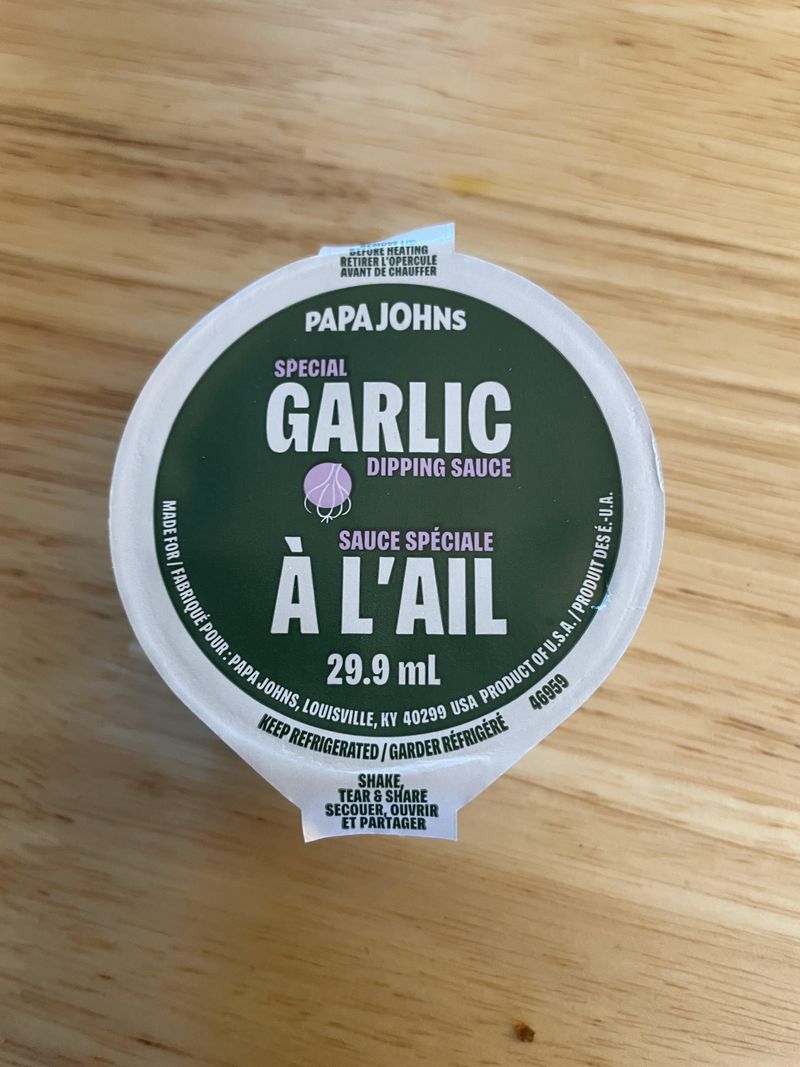 BEFORE HEATING
RETIRER L'OPERCULE
AVANT DE CHAUFFER
PAPA JOHNS
SPECIAL
GARLIC
DIPPING SAUCE
SAUCE SPÉCIALE
À L'AIL
29.9 mL
MADE FOR / FABRIQUÉ POUR : PAPA JOHNS, LOUISVILLE, KY 40299 USA PRODUCT OF U.S.A. / PRODUIT DES É.-U.A.
KEEP REFRIGERATED / GARDER RÉFRIGÉRÉ
46959
SHAKE,
TEAR & SHARE
SECOUER, OUVRIR
ET PARTAGER